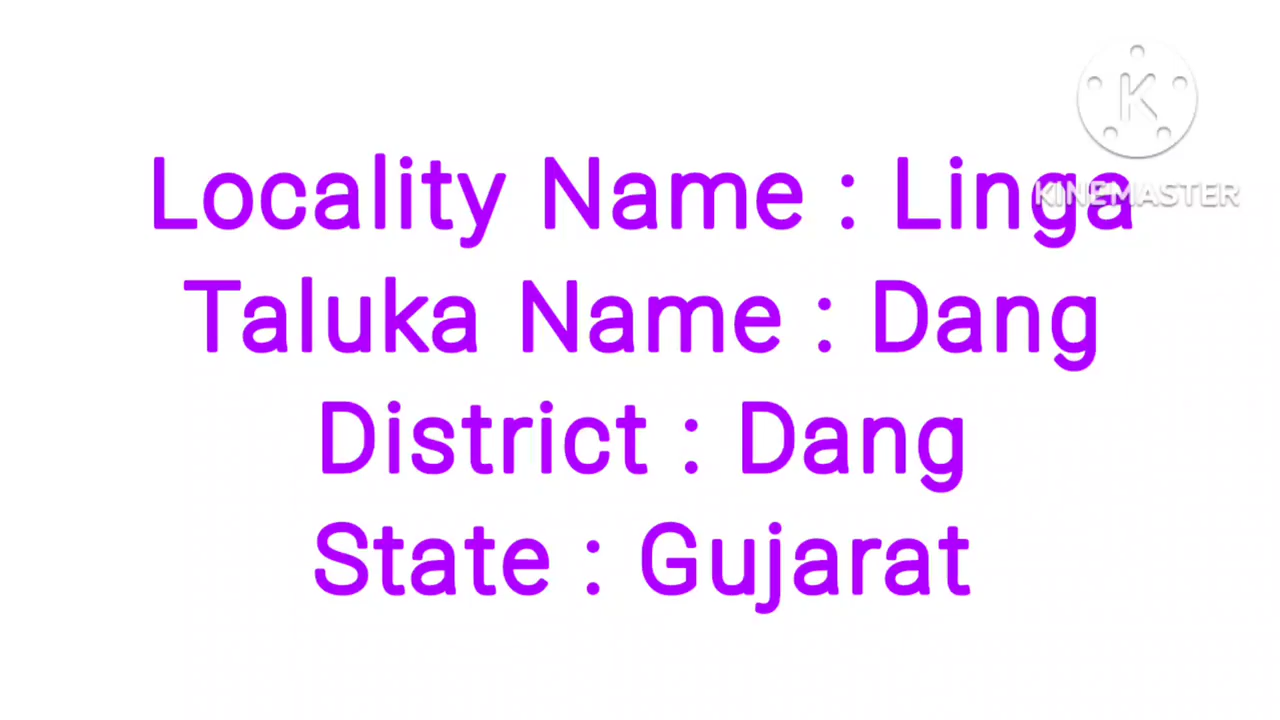 Locality Name : Linga
KINEMASTER
Taluka Name : Dang
District : Dang
State : Gujarat